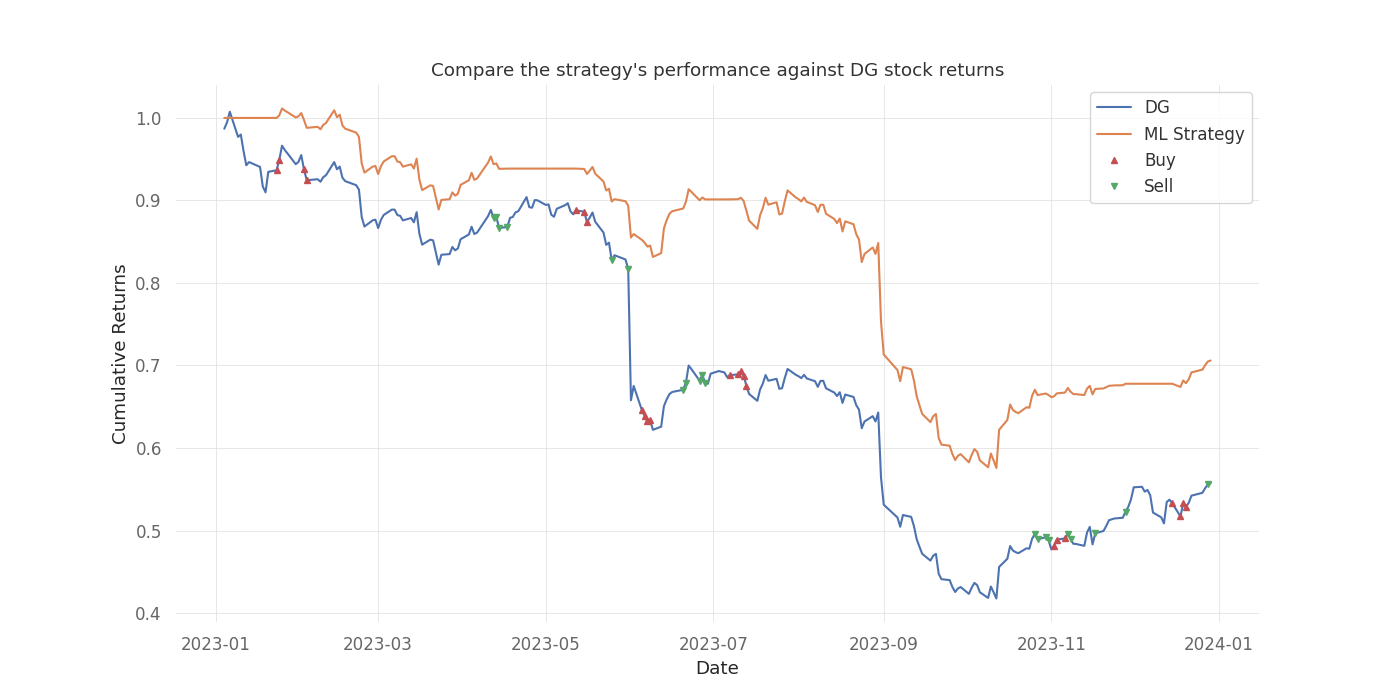 Compare the strategy's performance against DG stock returns
DG
ML Strategy
Buy
Sell
Cumulative Returns
1.0
0.9
0.8
0.7
0.6
0.5
0.4
2023-01
2023-03
2023-05
2023-07
2023-09
2023-11
2024-01
Date